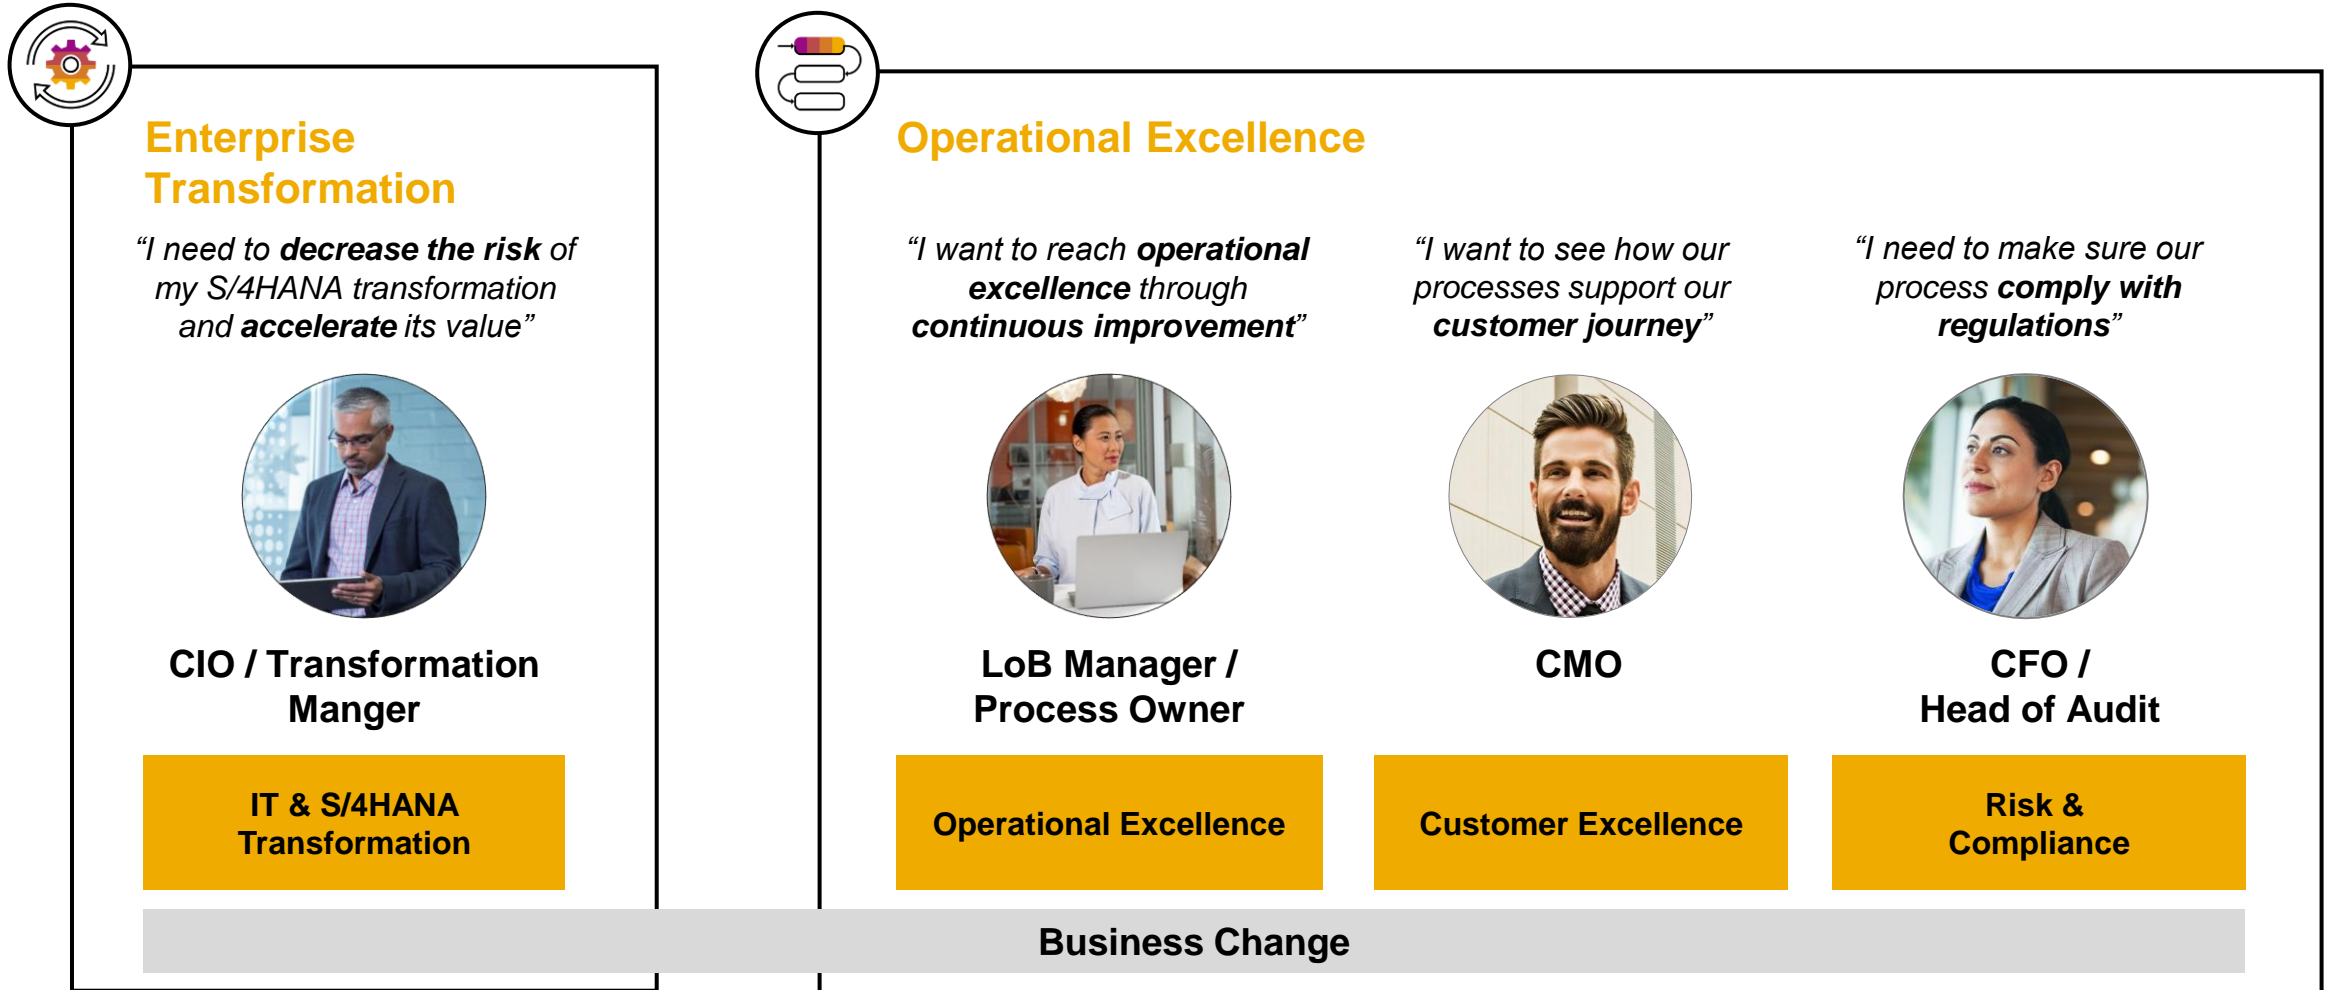 Enterprise
Transformation
“I need to decrease the risk of
my S/4HANA transformation
and accelerate its value”
CIO / Transformation
Manger
IT & S/4HANA
Transformation
Operational Excellence
“I want to reach operational
excellence through
continuous improvement”
LoB Manager /
Process Owner
Operational Excellence
“I want to see how our
processes support our
customer journey”
CMO
Customer Excellence
“I need to make sure our
process comply with
regulations”
CFO /
Head of Audit
Risk &
Compliance
Business Change